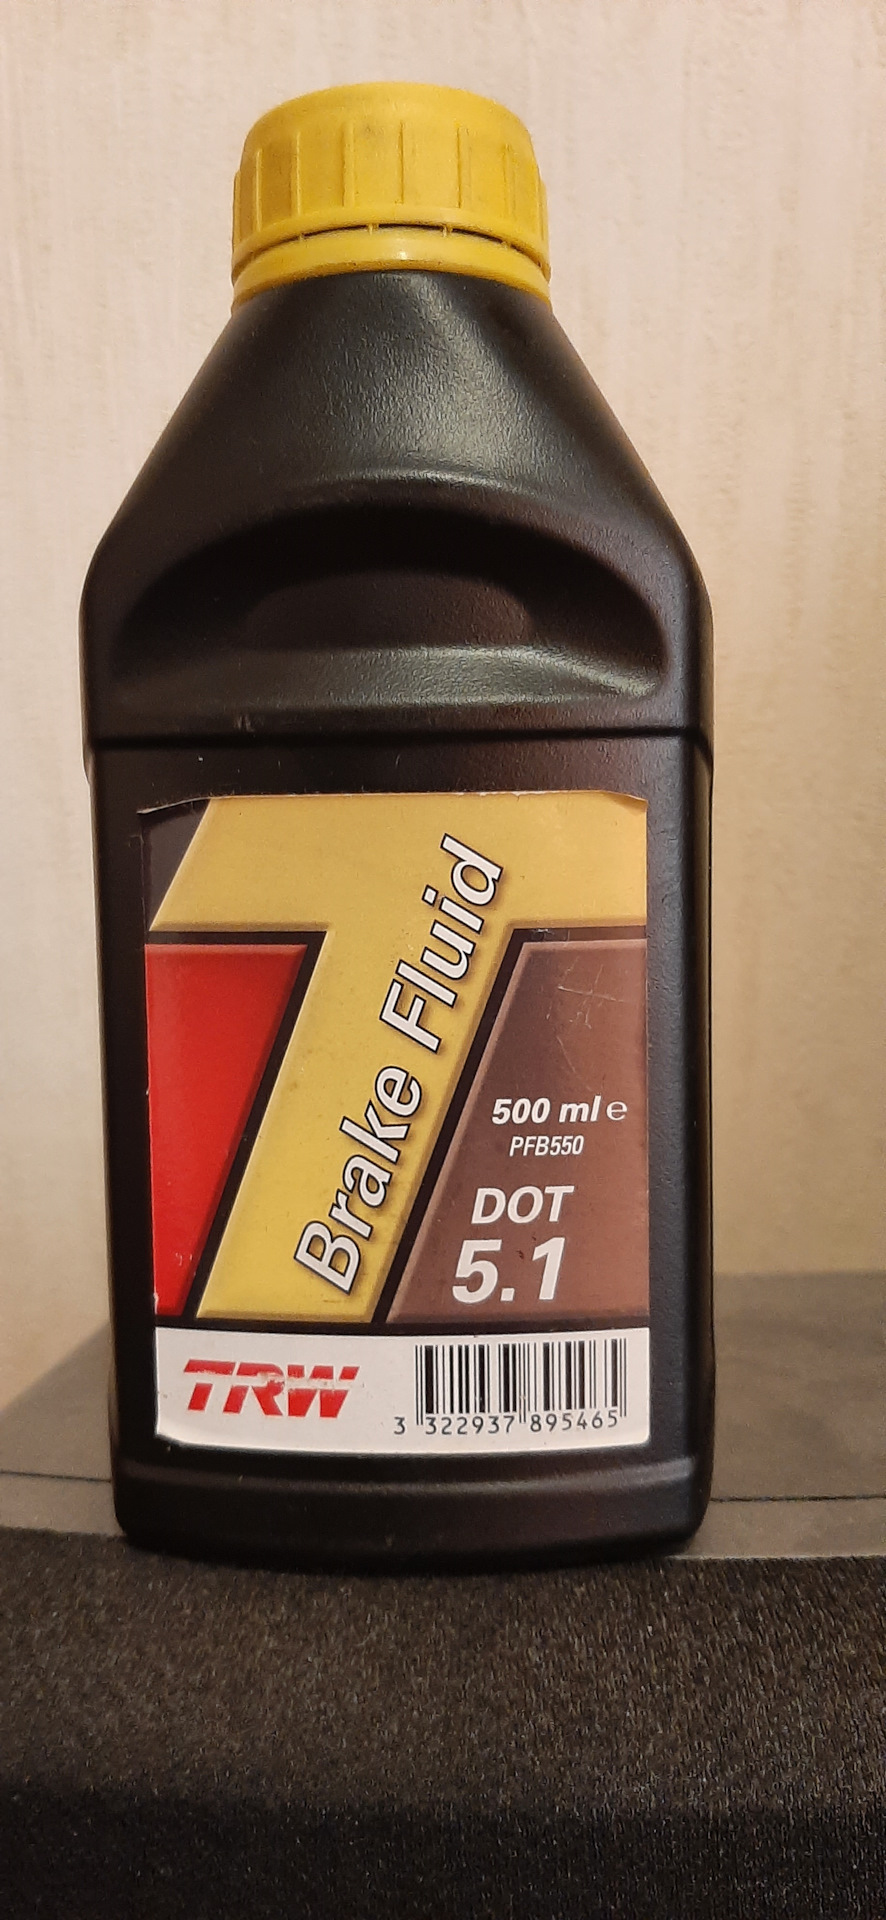 Brake Fluid
500 ml ℮
PFB550
DOT
5.1
TRW
3 322937 895465